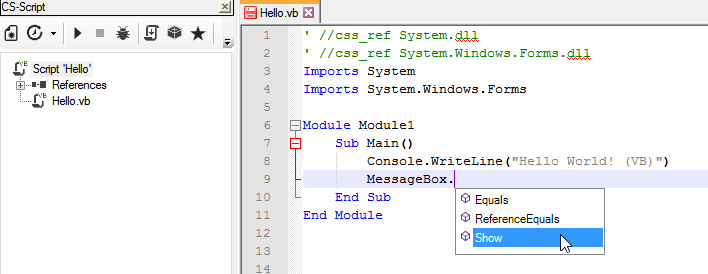 CS-Script
VB
Script 'Hello'
References
VB
Hello.vb
Hello.vb
1 ' //css_ref System.dll
2 ' //css_ref System.Windows.Forms.dll
3 Imports System
4 Imports System.Windows.Forms
5
6 Module Module1
7 Sub Main()
8 Console.WriteLine("Hello World! (VB)")
9 MessageBox.
10 End Sub
11 End Module
12
13
14
Equals
ReferenceEquals
Show